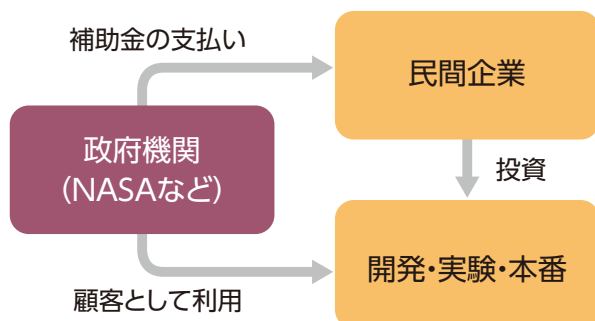 補助金の支払い
民間企業
政府機関
(NASAなど)
投資
開発・実験・本番
顧客として利用